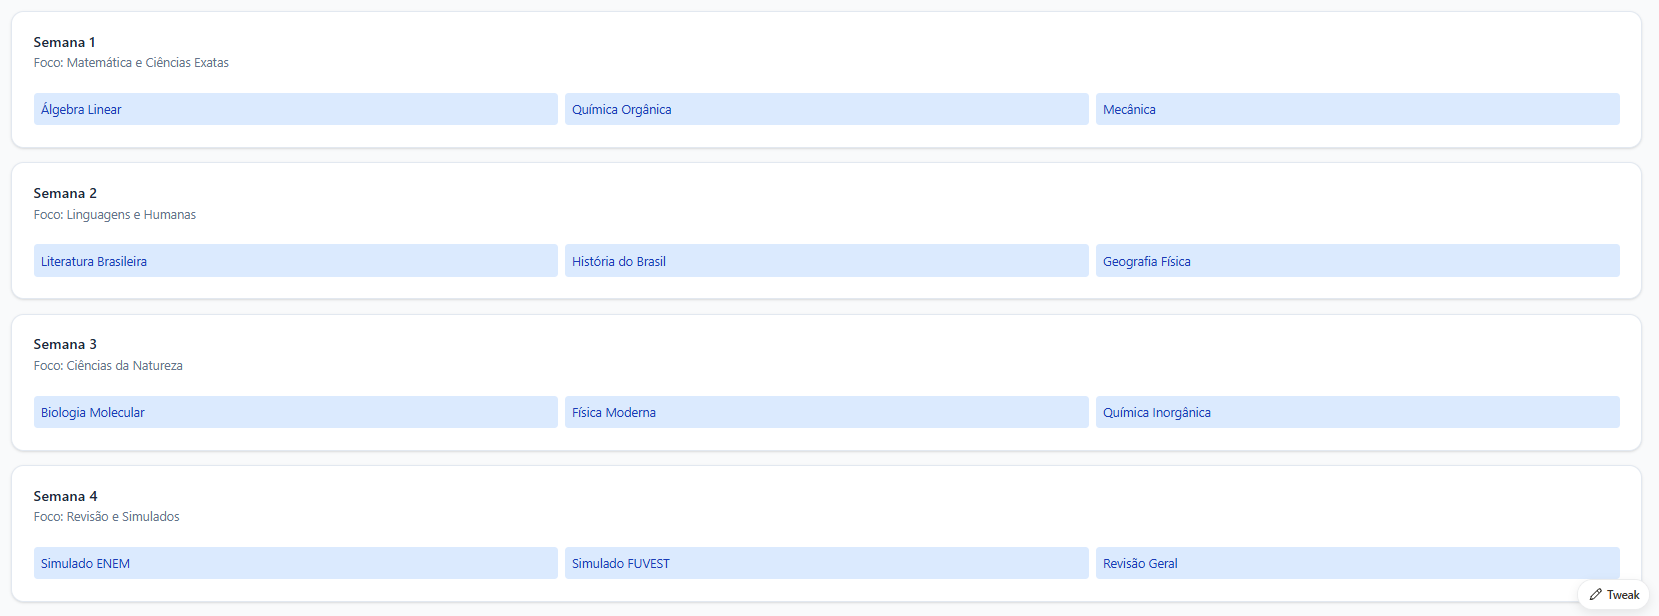 Semana 1
Foco: Matemática e Ciências Exatas
Álgebra Linear
Química Orgânica
Mecânica
Semana 2
Foco: Linguagens e Humanas
Literatura Brasileira
História do Brasil
Geografia Física
Semana 3
Foco: Ciências da Natureza
Biologia Molecular
Física Moderna
Química Inorgânica
Semana 4
Foco: Revisão e Simulados
Simulado ENEM
Simulado FUVEST
Revisão Geral
Tweak